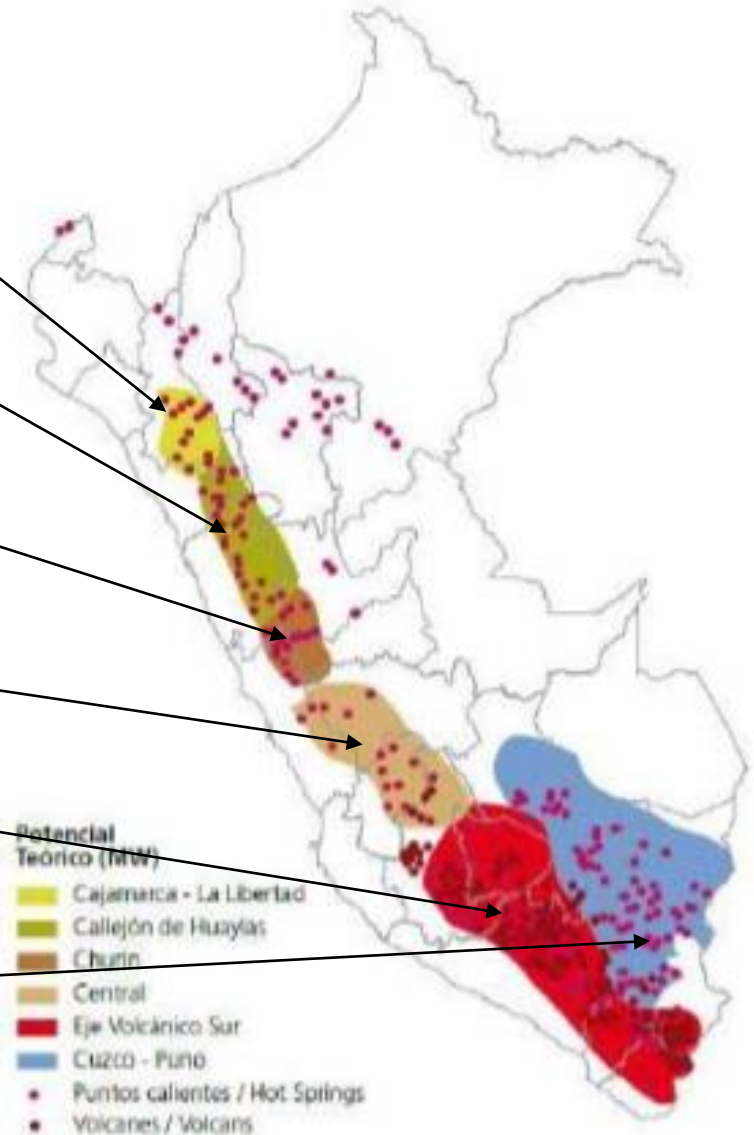 Potencial
Teórico (MW)
Cajamarca - La Libertad
Callejón de Huaylas
Churín
Central
Eje Volcánico Sur
Cuzco - Puno
Puntos calientes / Hot Springs
Volcanes / Volcans